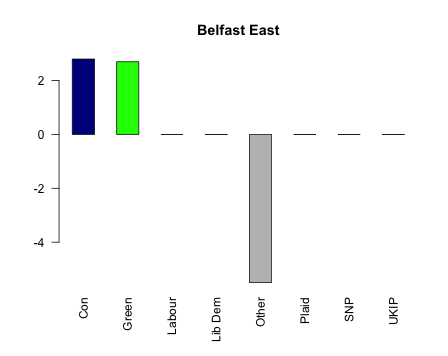 Belfast East
2
0
-2
-4
Con
Green
Labour
Lib Dem
Other
Plaid
SNP
UKIP